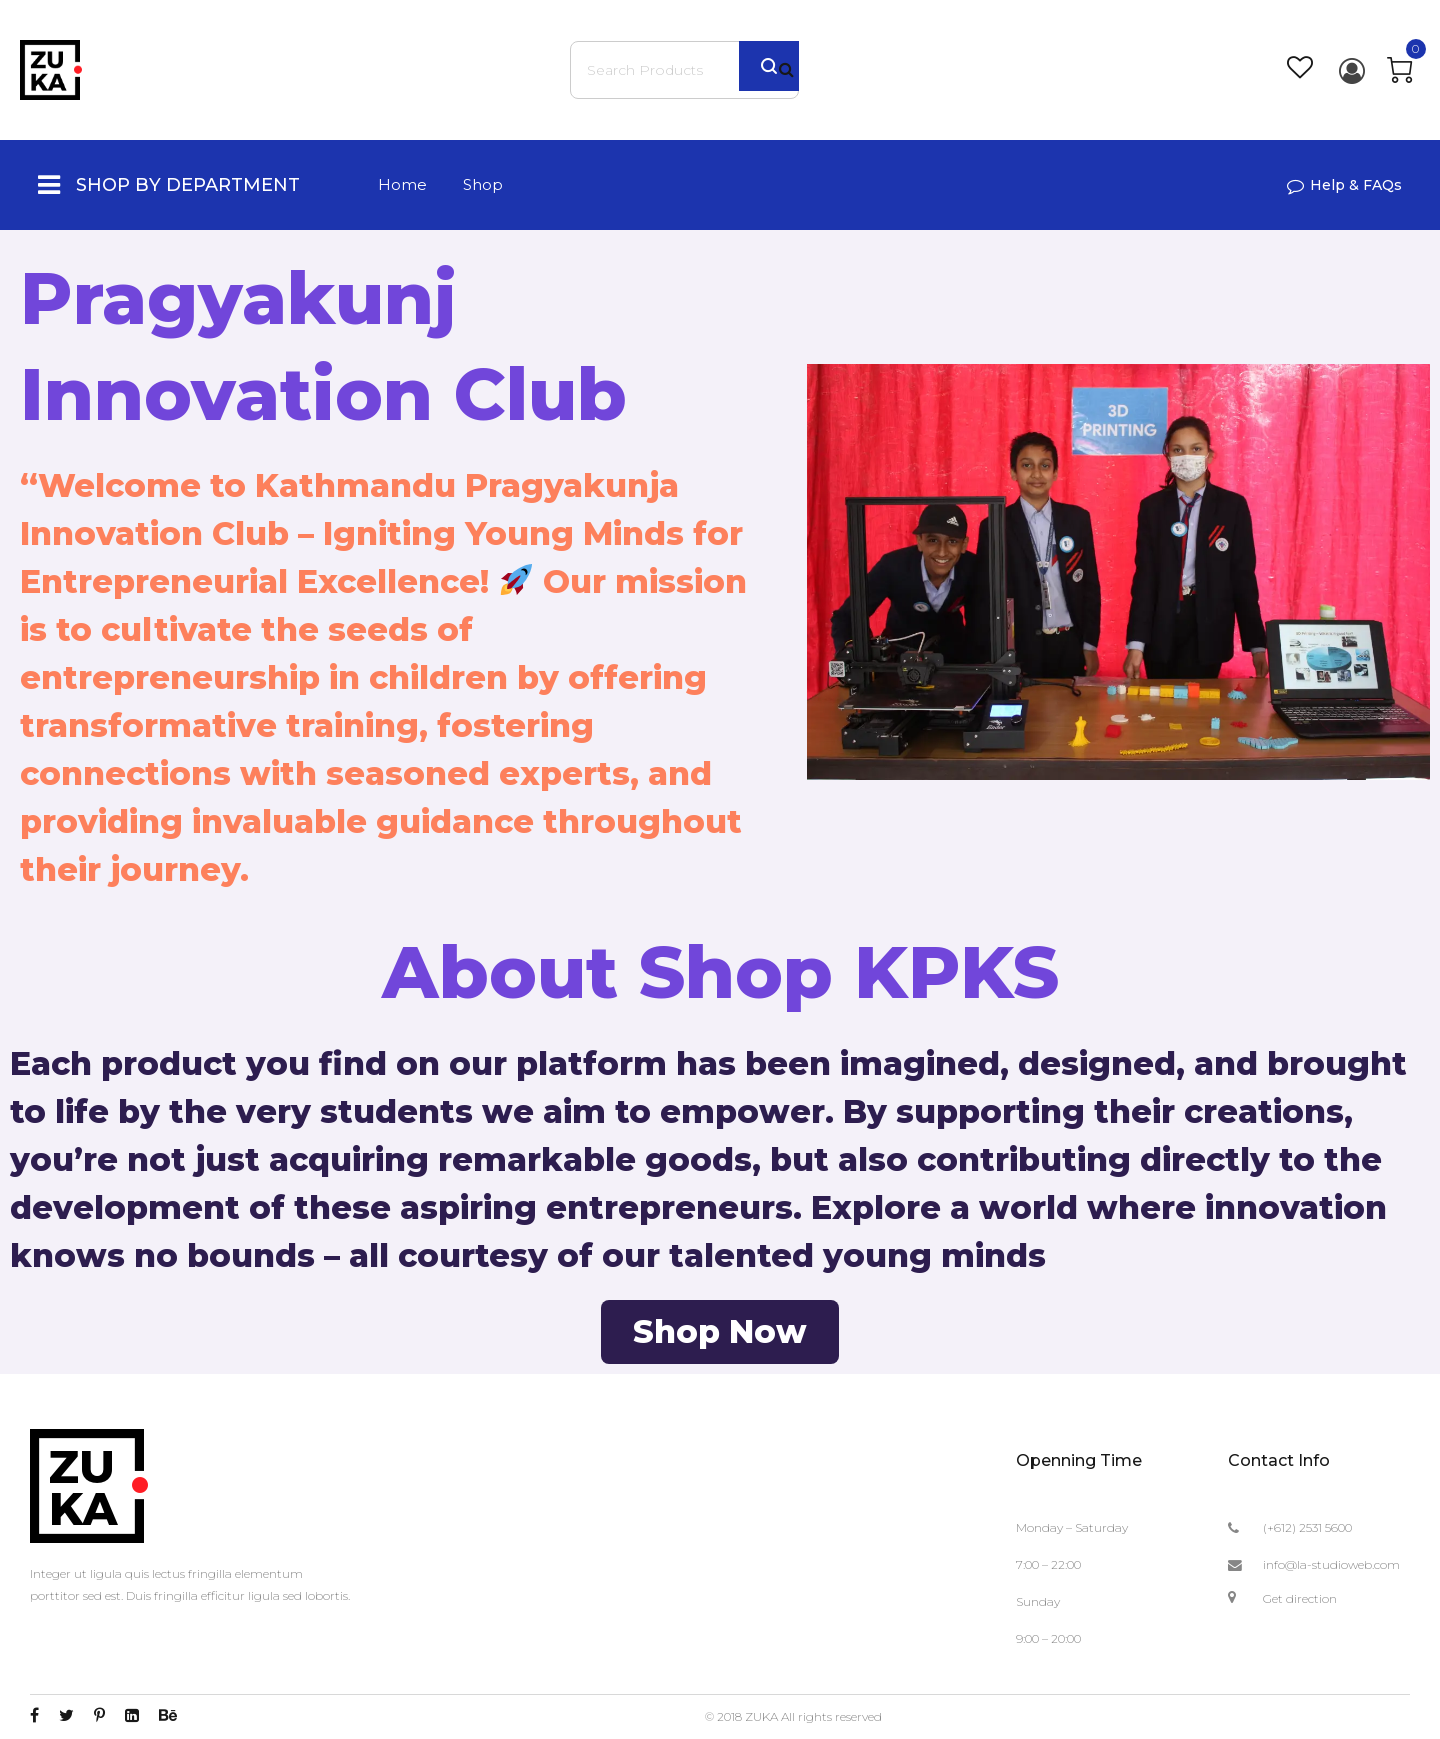 ZU
KA
Search Products
0
SHOP BY DEPARTMENT
Home
Shop
Help & FAQs
Pragyakunj
Innovation Club
“Welcome to Kathmandu Pragyakunja
Innovation Club – Igniting Young Minds for
Entrepreneurial Excellence! 🚀 Our mission
is to cultivate the seeds of
entrepreneurship in children by offering
transformative training, fostering
connections with seasoned experts, and
providing invaluable guidance throughout
their journey.
3D
PRINTING
About Shop KPKS
Each product you find on our platform has been imagined, designed, and brought
to life by the very students we aim to empower. By supporting their creations,
you’re not just acquiring remarkable goods, but also contributing directly to the
development of these aspiring entrepreneurs. Explore a world where innovation
knows no bounds – all courtesy of our talented young minds
Shop Now
ZU
KA
Integer ut ligula quis lectus fringilla elementum
porttitor sed est. Duis fringilla efficitur ligula sed lobortis.
Openning Time
Monday – Saturday
7:00 – 22:00
Sunday
9:00 – 20:00
Contact Info
(+612) 2531 5600
info@la-studioweb.com
Get direction
© 2018 ZUKA All rights reserved